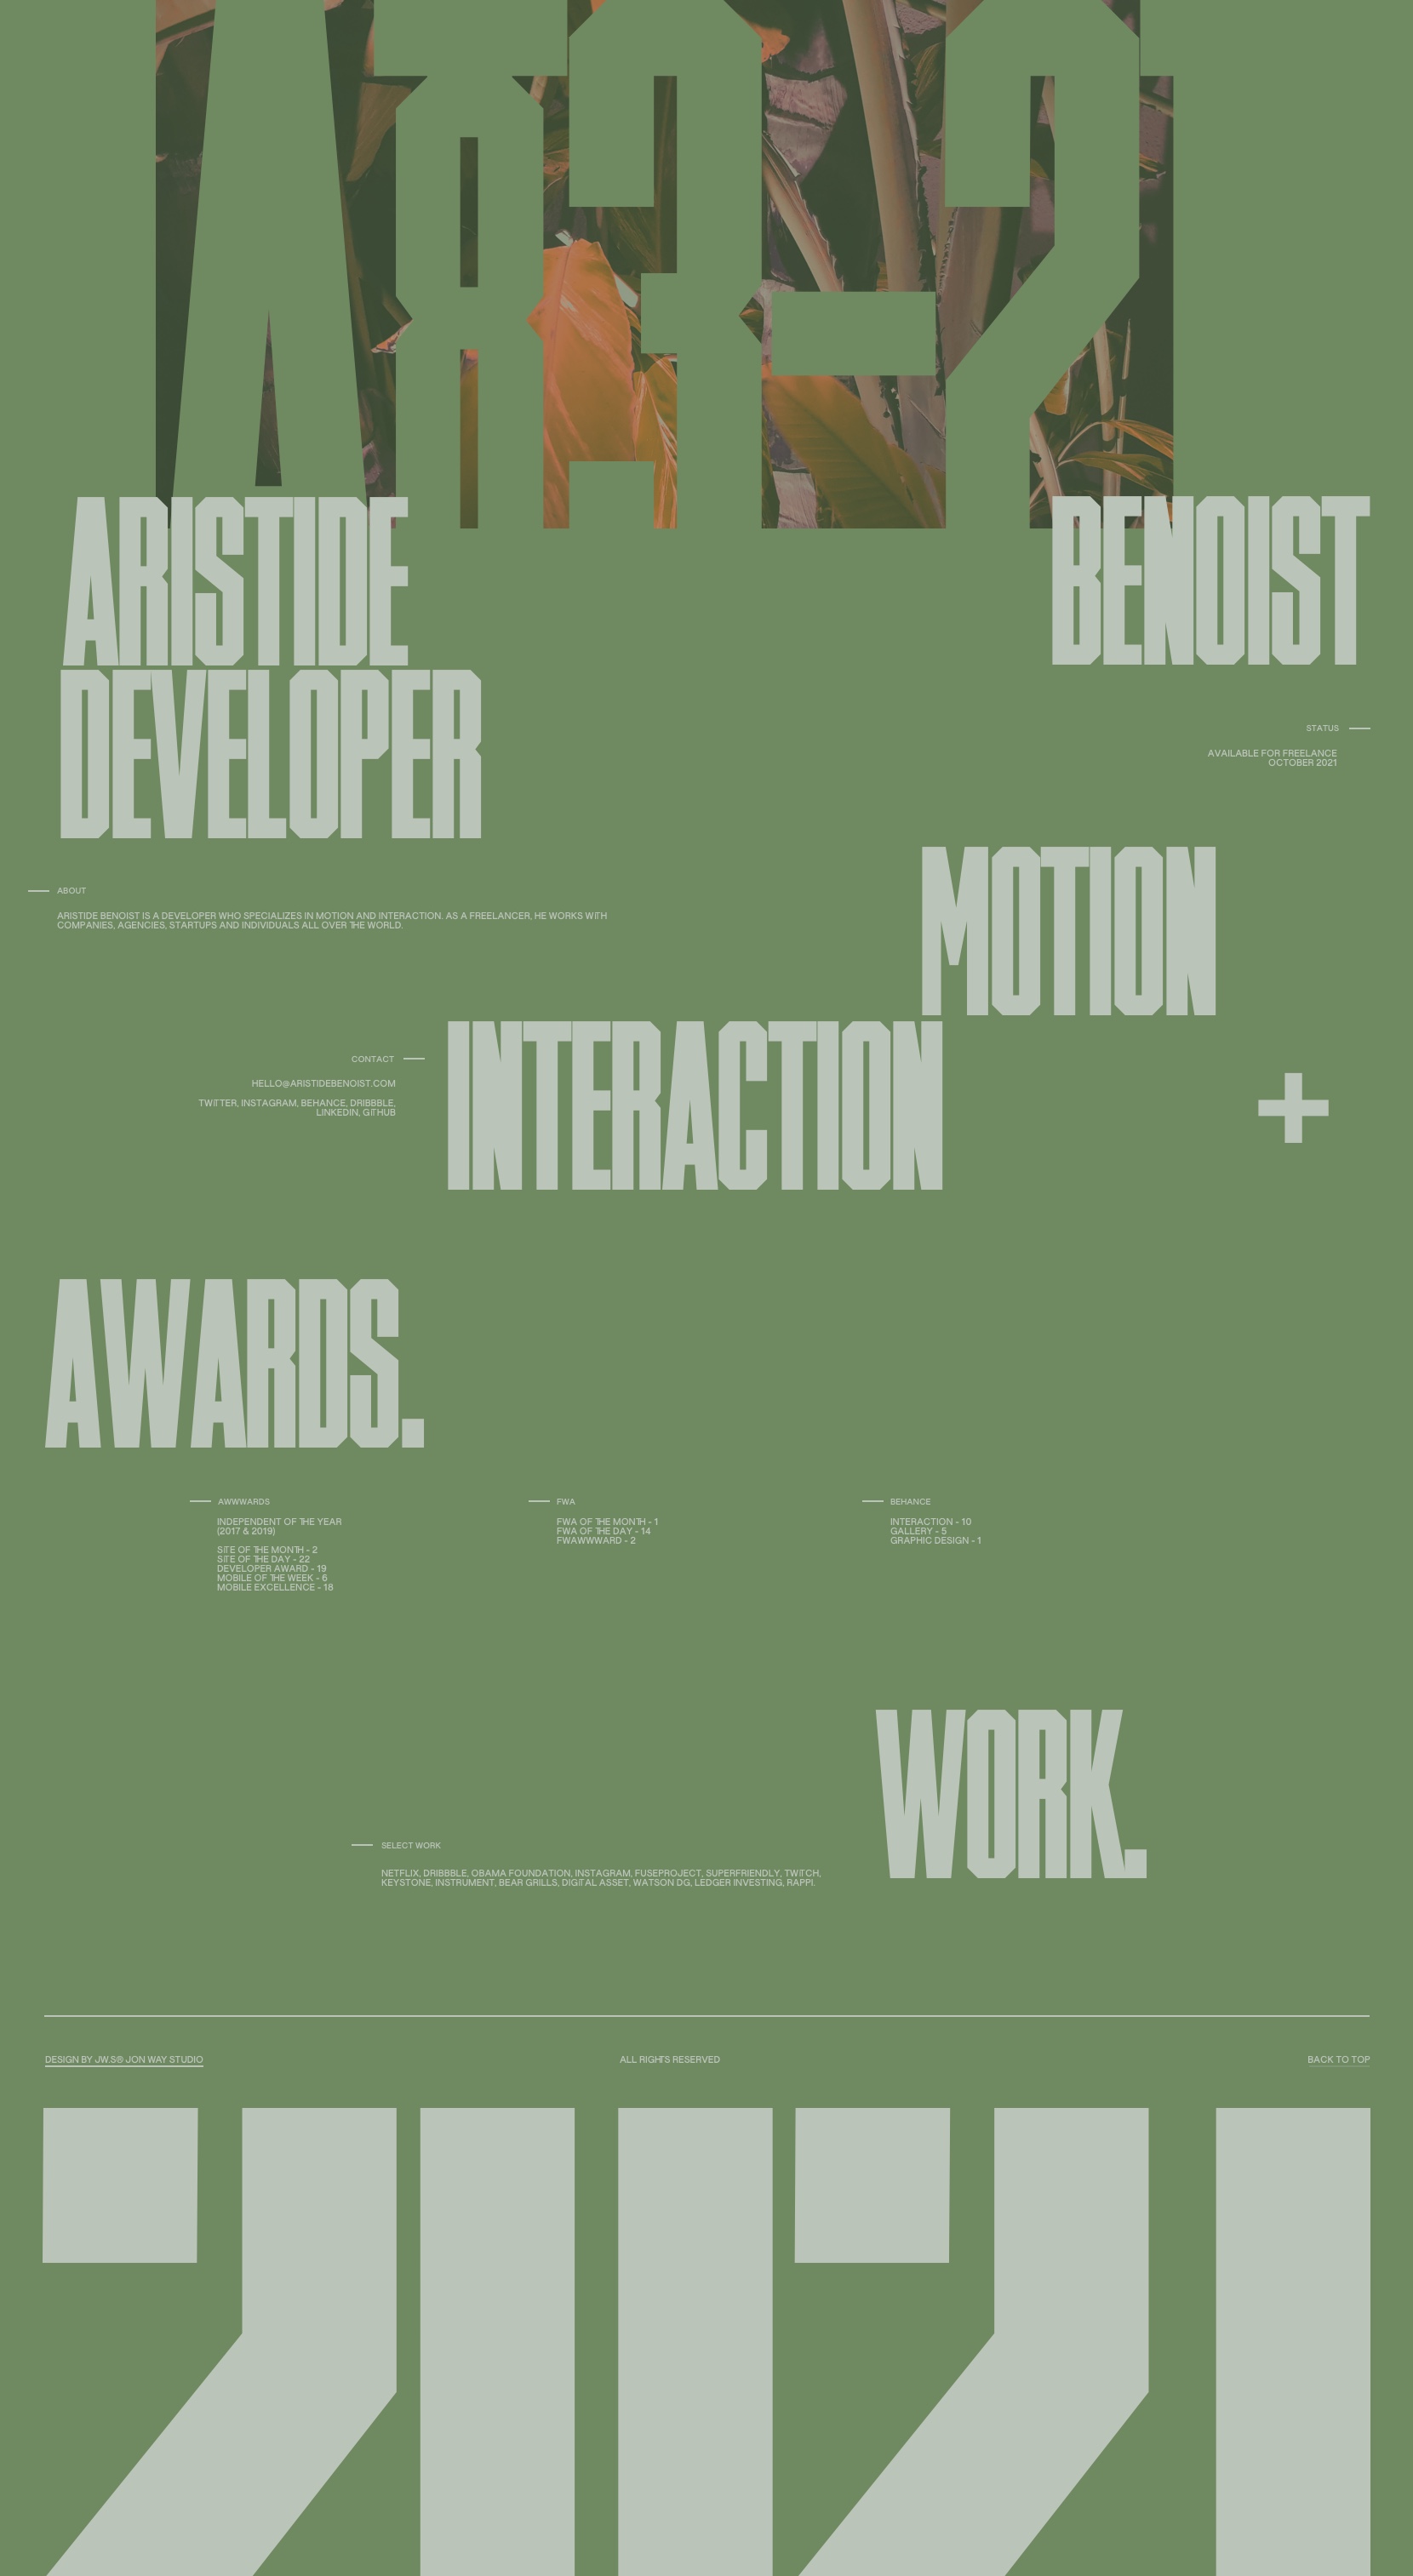 AB-2
ARISTIDE
BENOIST
DEVELOPER
STATUS
AVAILABLE FOR FREELANCE
OCTOBER 2021
MOTION
ABOUT
ARISTIDE BENOIST IS A DEVELOPER WHO SPECIALIZES IN MOTION AND INTERACTION. AS A FREELANCER, HE WORKS WITH
COMPANIES, AGENCIES, STARTUPS AND INDIVIDUALS ALL OVER THE WORLD.
INTERACTION
+
CONTACT
HELLO@ARISTIDEBENOIST.COM
TWITTER, INSTAGRAM, BEHANCE, DRIBBBLE,
LINKEDIN, GITHUB
AWARDS.
AWWWARDS
INDEPENDENT OF THE YEAR
(2017 & 2019)
SITE OF THE MONTH - 2
SITE OF THE DAY - 22
DEVELOPER AWARD - 19
MOBILE OF THE WEEK - 6
MOBILE EXCELLENCE - 18
FWA
FWA OF THE MONTH - 1
FWA OF THE DAY - 14
FWAWWWARD - 2
BEHANCE
INTERACTION - 10
GALLERY - 5
GRAPHIC DESIGN - 1
WORK.
SELECT WORK
NETFLIX, DRIBBBLE, OBAMA FOUNDATION, INSTAGRAM, FUSEPROJECT, SUPERFRIENDLY, TWITCH,
KEYSTONE, INSTRUMENT, BEAR GRILLS, DIGITAL ASSET, WATSON DG, LEDGER INVESTING, RAPPI.
DESIGN BY JW.S® JON WAY STUDIO
ALL RIGHTS RESERVED
BACK TO TOP